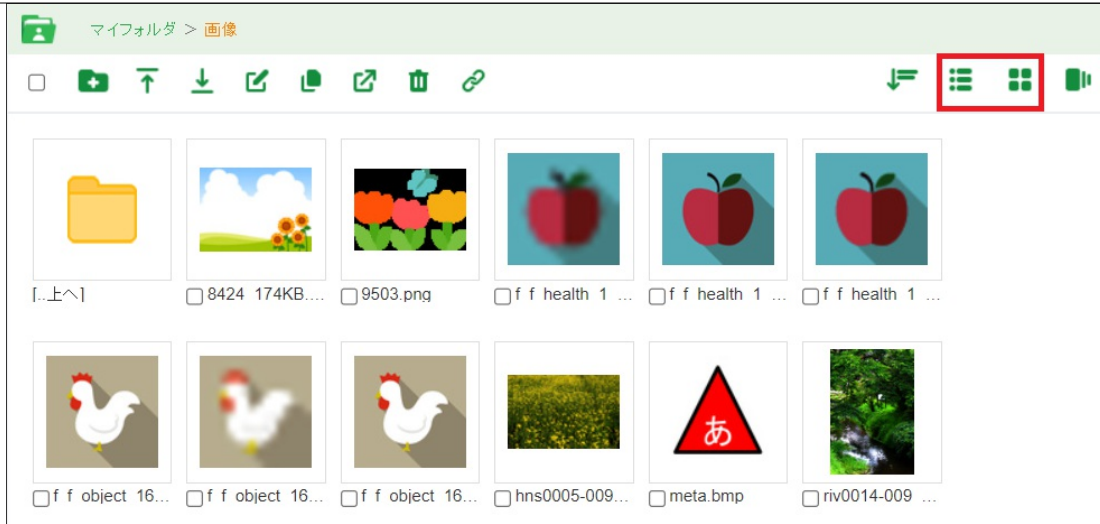 マイフォルダ > 画像
[..上へ]
8424_174KB....
9503.png
f_f_health_1_...
f_f_health_1_...
f_f_health_1_...
あ
f_f_object_16...
f_f_object_16...
f_f_object_16...
hns0005-009...
meta.bmp
riv0014-009_...